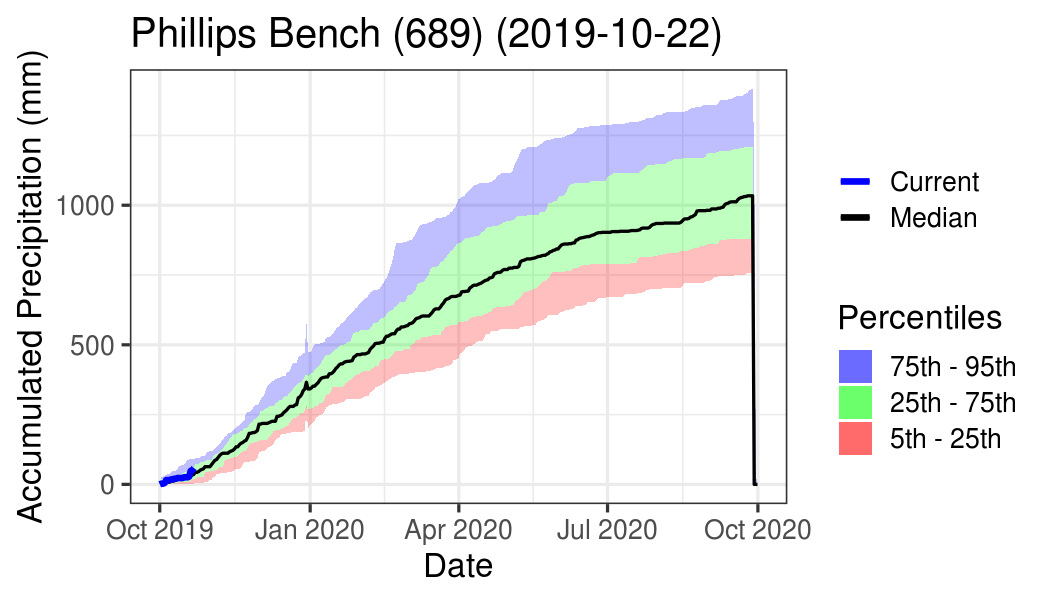 Phillips Bench (689) (2019-10-22)
Accumulated Precipitation (mm)
1000
500
0
Oct 2019
Jan 2020
Apr 2020
Jul 2020
Oct 2020
Date
Current
Median
Percentiles
75th - 95th
25th - 75th
5th - 25th